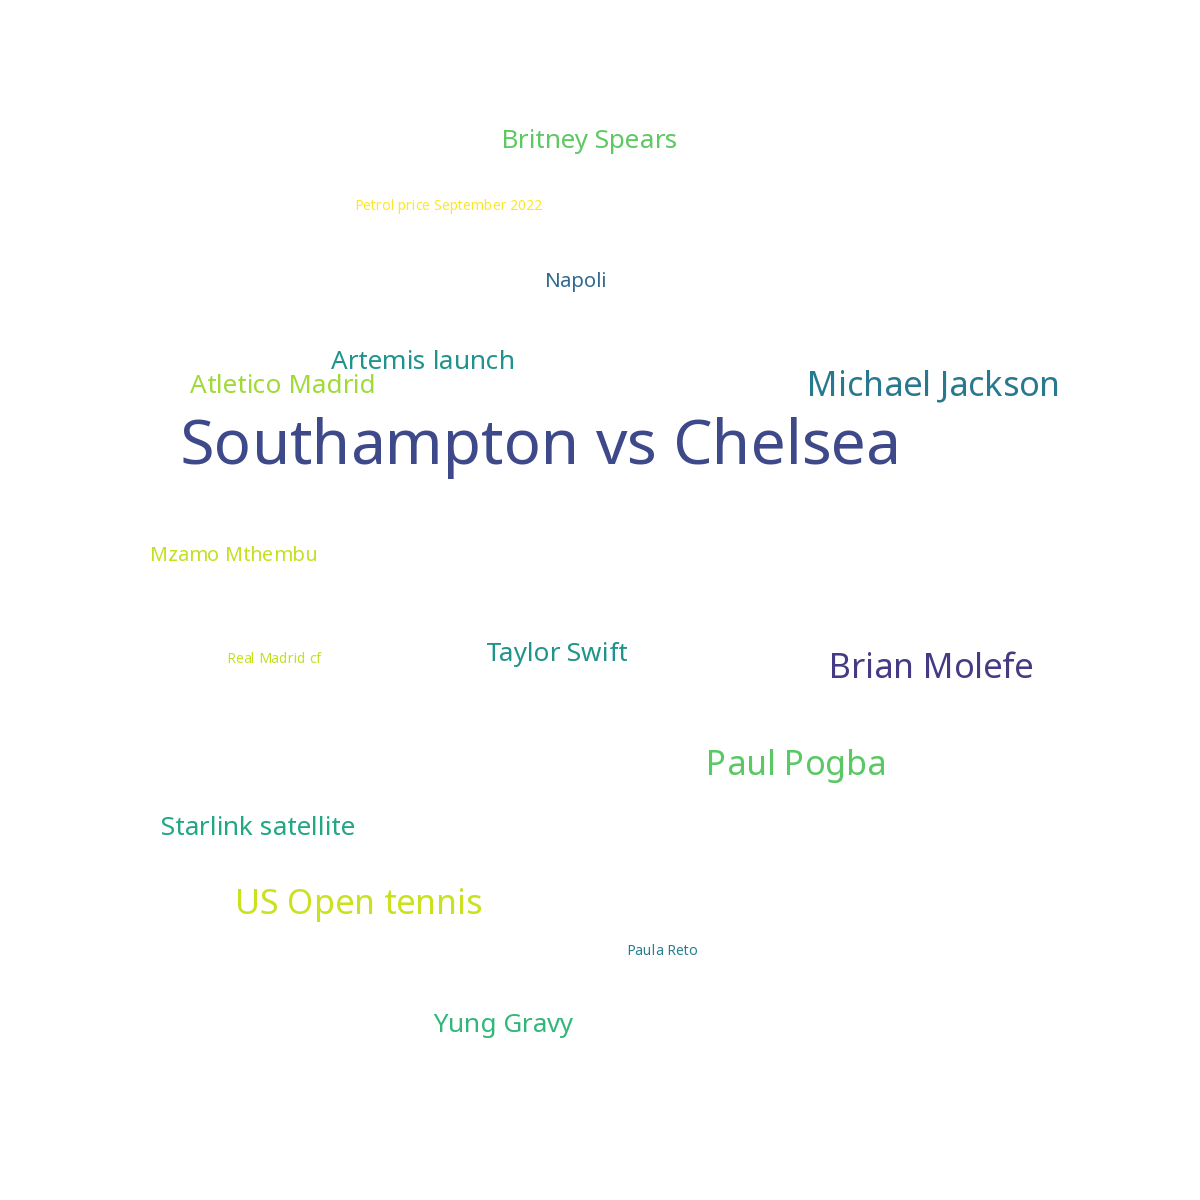 Britney Spears
Petrol price September 2022
Napoli
Artemis launch
Atletico Madrid
Michael Jackson
Southampton vs Chelsea
Mzamo Mthembu
Taylor Swift
Real Madrid cf
Brian Molefe
Paul Pogba
Starlink satellite
US Open tennis
Paula Reto
Yung Gravy